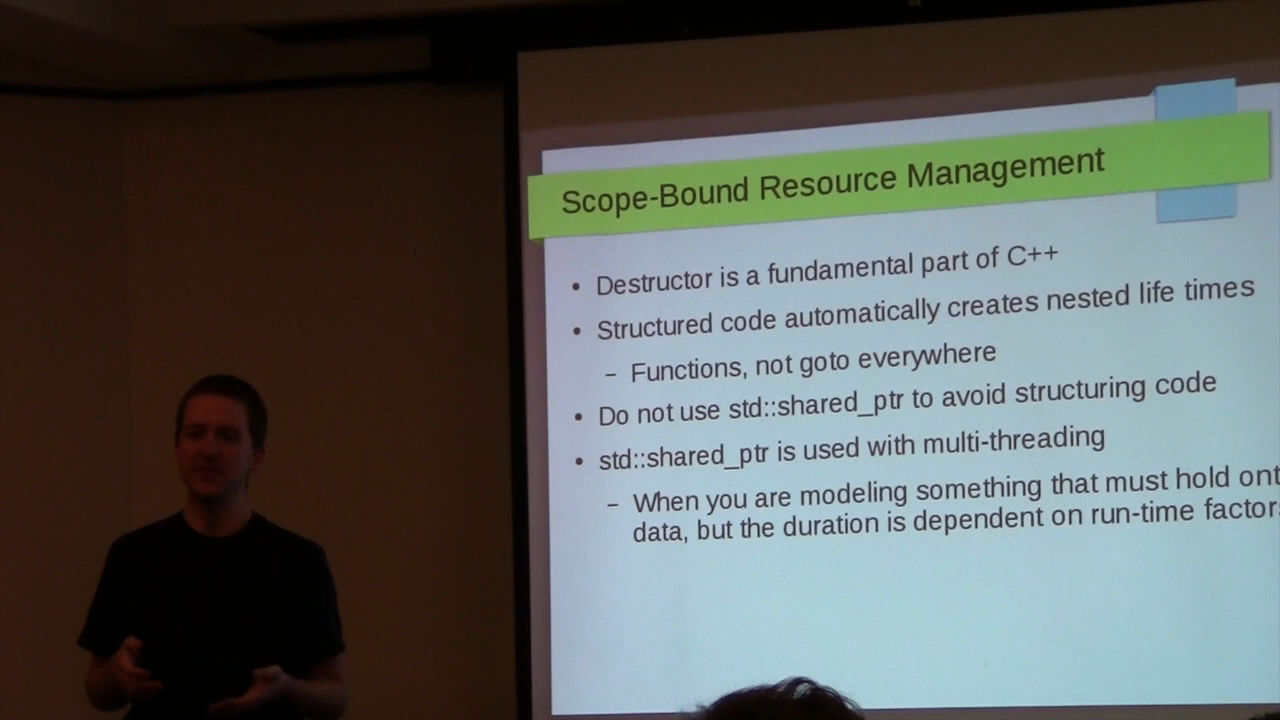 Scope-Bound Resource Management
• Destructor is a fundamental part of C++
• Structured code automatically creates nested life times
– Functions, not goto everywhere
• Do not use std::shared_ptr to avoid structuring code
• std::shared_ptr is used with multi-threading
– When you are modeling something that must hold ont
data, but the duration is dependent on run-time factors